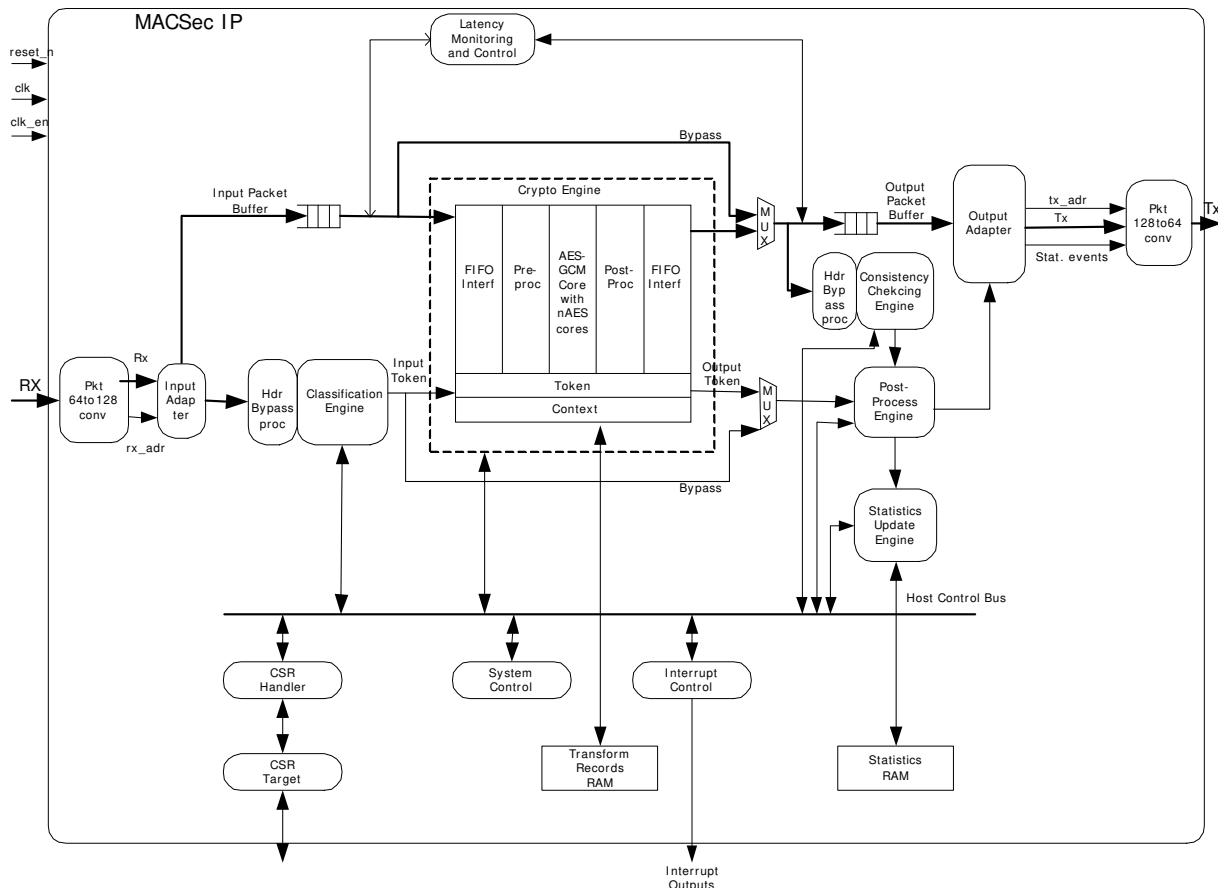 MACSec IP
reset_n
clk
clk_en
Latency
Monitoring
and Control
Bypass
Input Packet
Buffer
Crypto Engine
FIFO
Interf
Pre-
proc
AES-
GCM
Core
with
nAES
cores
Post-
Proc
FIFO
Interf
Token
Context
M
U
X
Output
Packet
Buffer
Output
Adapter
tx_adr
Tx
Stat. events
Pkt
128to64
conv
Tx
Hdr
Byp
ass
proc
Consistency
Chekcing
Engine
RX
Pkt
64to128
conv
Rx
rx_adr
Input
Adap
ter
Hdr
Bypass
proc
Classification
Engine
Input
Token
Output
Token
M
U
X
Bypass
Post-
Process
Engine
Statistics
Update
Engine
Host Control Bus
CSR
Handler
System
Control
Interrupt
Control
CSR
Target
Transform
Records
RAM
Statistics
RAM
Interrupt
Outputs